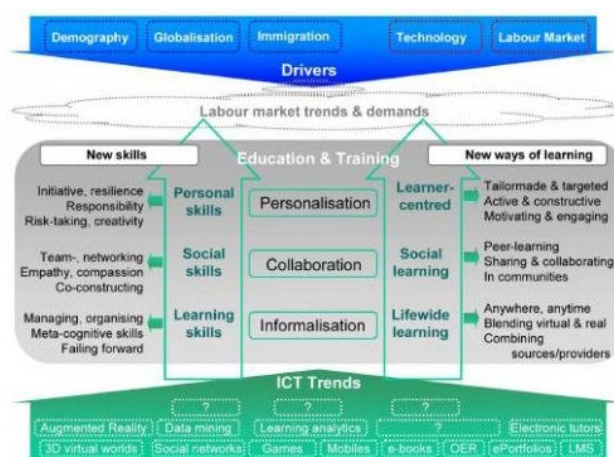 Demography Globalisation Immigration Technology Labour Market
Drivers
Labour market trends & demands
New skills Education & Training New ways of learning
Initiative, resilience
Responsibility
Risk-taking, creativity
Personal
skills
Personalisation
Learner-
centred
Tailormade & targeted
Active & constructive
Motivating & engaging
Team-, networking
Empathy, compassion
Co-constructing
Social
skills
Collaboration
Social
learning
Peer-learning
Sharing & collaborating
In communities
Managing, organising
Meta-cognitive skills
Failing forward
Learning
skills
Informalisation
Lifewide
learning
Anywhere, anytime
Blending virtual & real
Combining
sources/providers
ICT Trends
? ? ?
Augmented Reality Data mining Learning analytics ? Electronic tutors
3D virtual worlds Social networks Games Mobiles e-books OER ePortfolios LMS